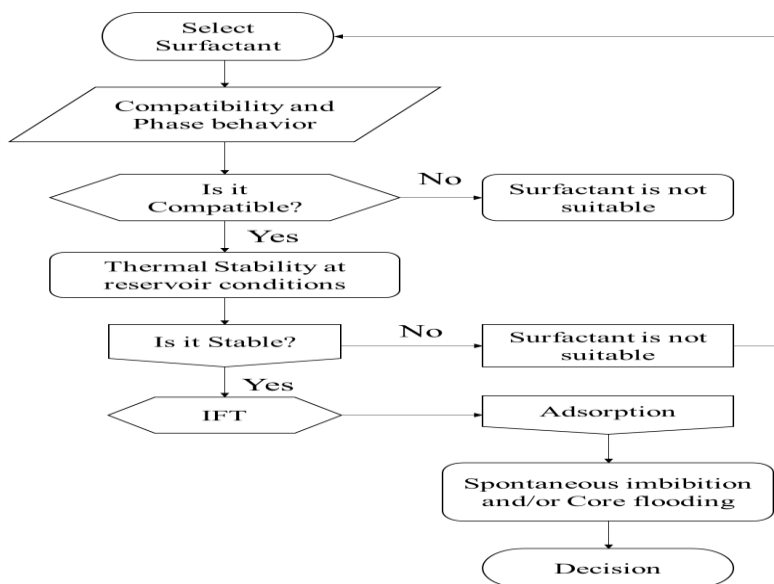 Select
Surfactant
Compatibility and
Phase behavior
Is it
Compatible?
No
Surfactant is not
suitable
Yes
Thermal Stability at
reservoir conditions
Is it Stable?
No
Surfactant is not
suitable
Yes
IFT
Adsorption
Spontaneous imbibition
and/or Core flooding
Decision